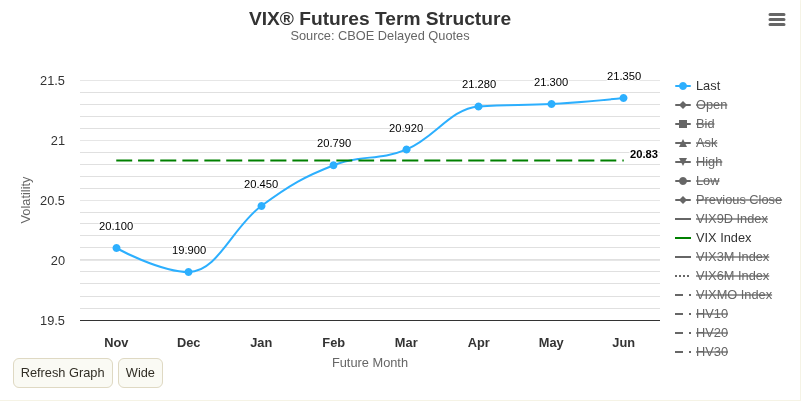 VIX® Futures Term Structure
Source: CBOE Delayed Quotes
21.5
21
20.5
20
19.5
Volatility
20.100
19.900
20.450
20.790
20.920
21.280
21.300
21.350
20.83
Nov
Dec
Jan
Feb
Mar
Apr
May
Jun
Future Month
Last
Open
Bid
Ask
High
Low
Previous Close
VIX9D Index
VIX Index
VIX3M Index
VIX6M Index
VIXMO Index
HV10
HV20
HV30
Refresh Graph
Wide